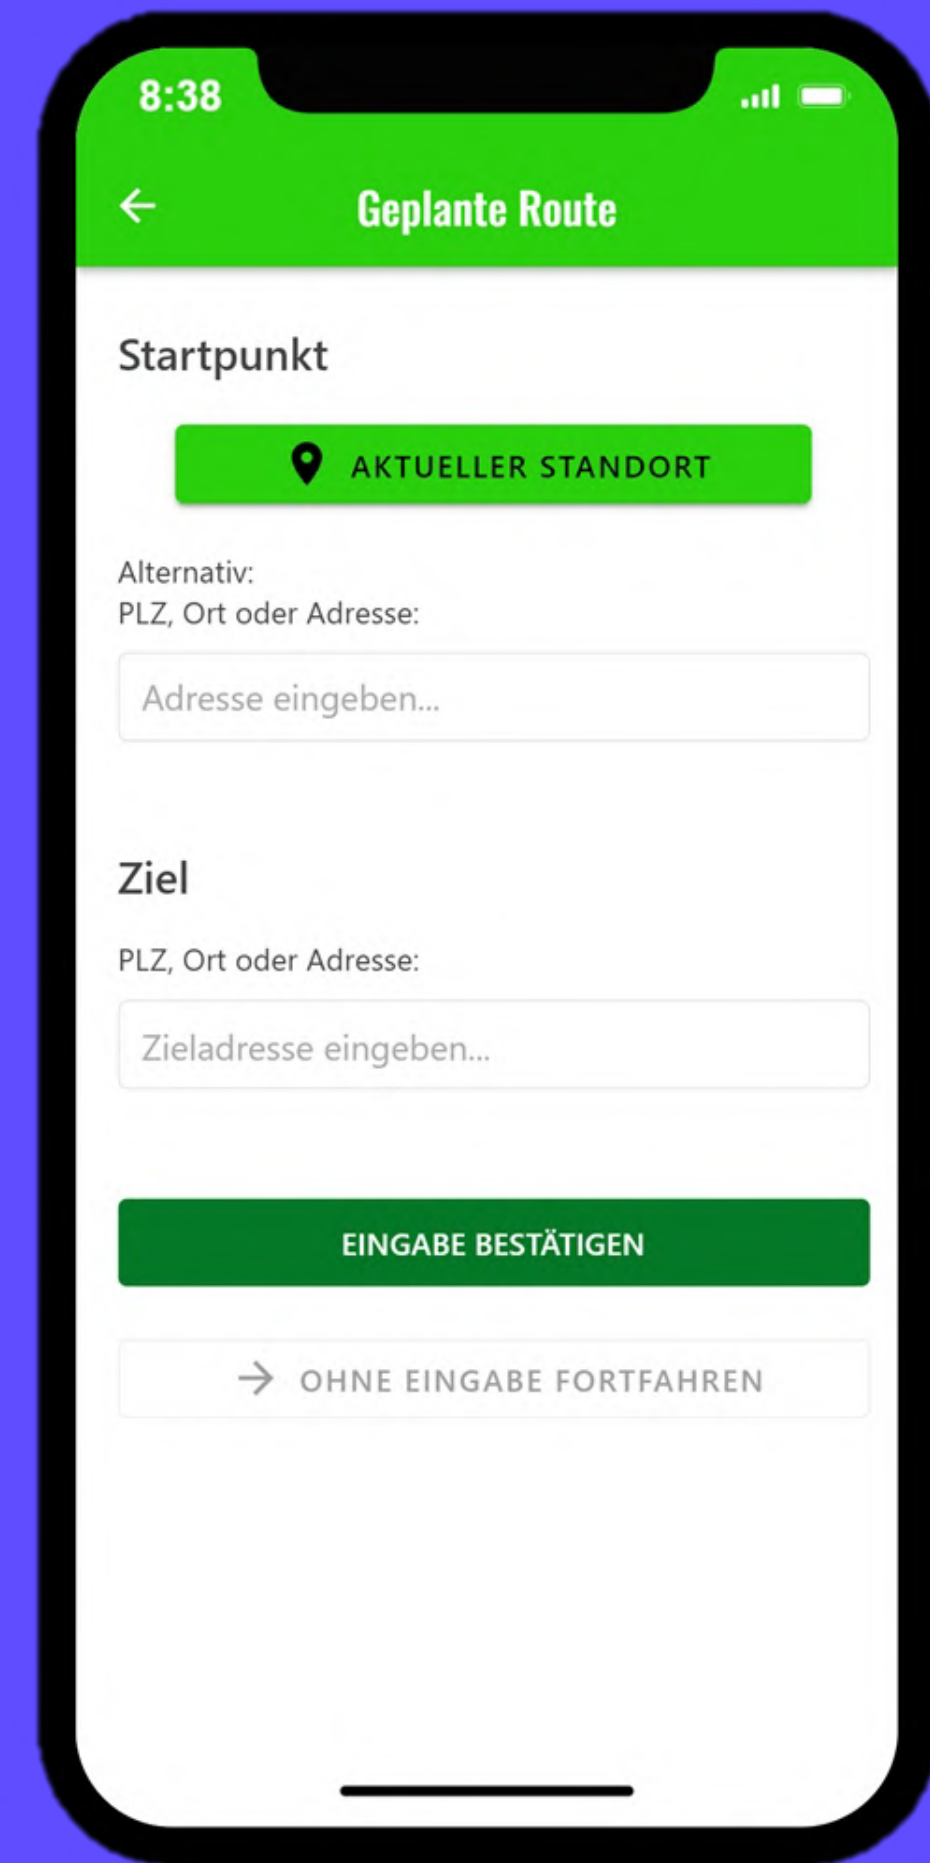 8:38
Geplante Route
Startpunkt
AKTUELLER STANDORT
Alternativ:
PLZ, Ort oder Adresse:
Adresse eingeben...
Ziel
PLZ, Ort oder Adresse:
Zieladresse eingeben...
EINGABE BESTÄTIGEN
OHNE EINGABE FORTFAHREN